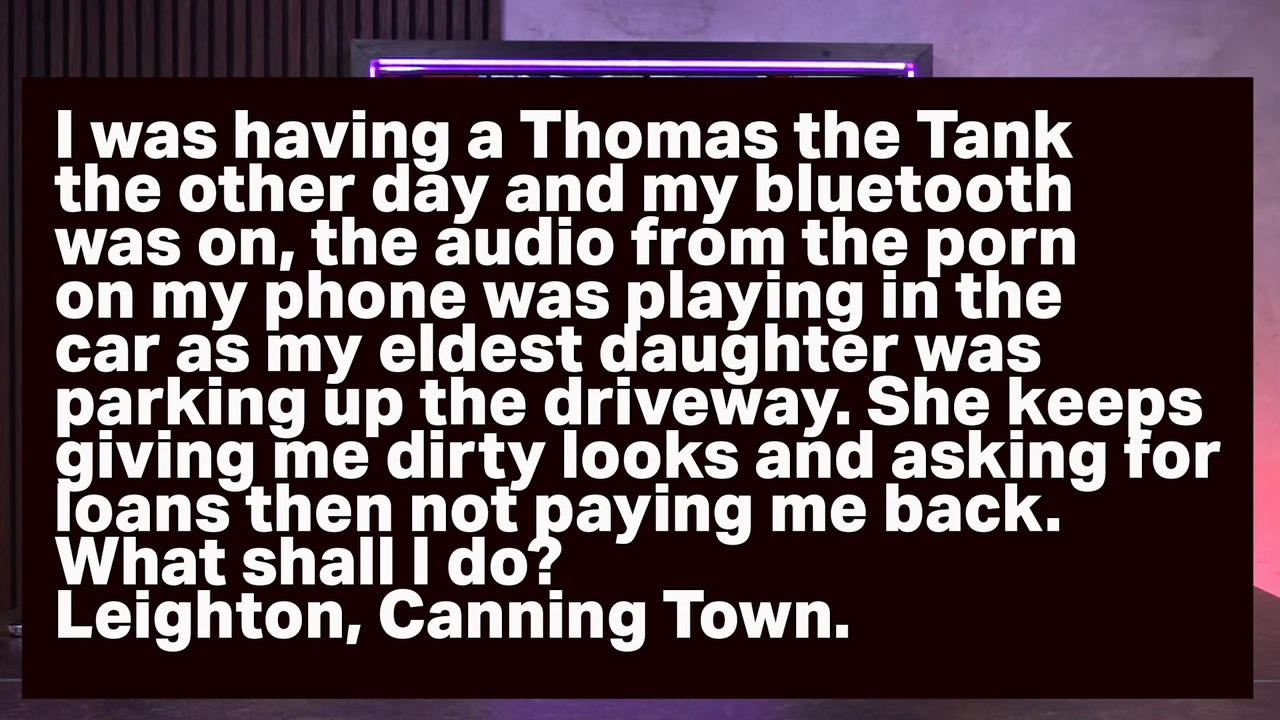 I was having a Thomas the Tank
the other day and my bluetooth
was on, the audio from the porn
on my phone was playing in the
car as my eldest daughter was
parking up the driveway. She keeps
giving me dirty looks and asking for
loans then not paying me back.
What shall I do?
Leighton, Canning Town.